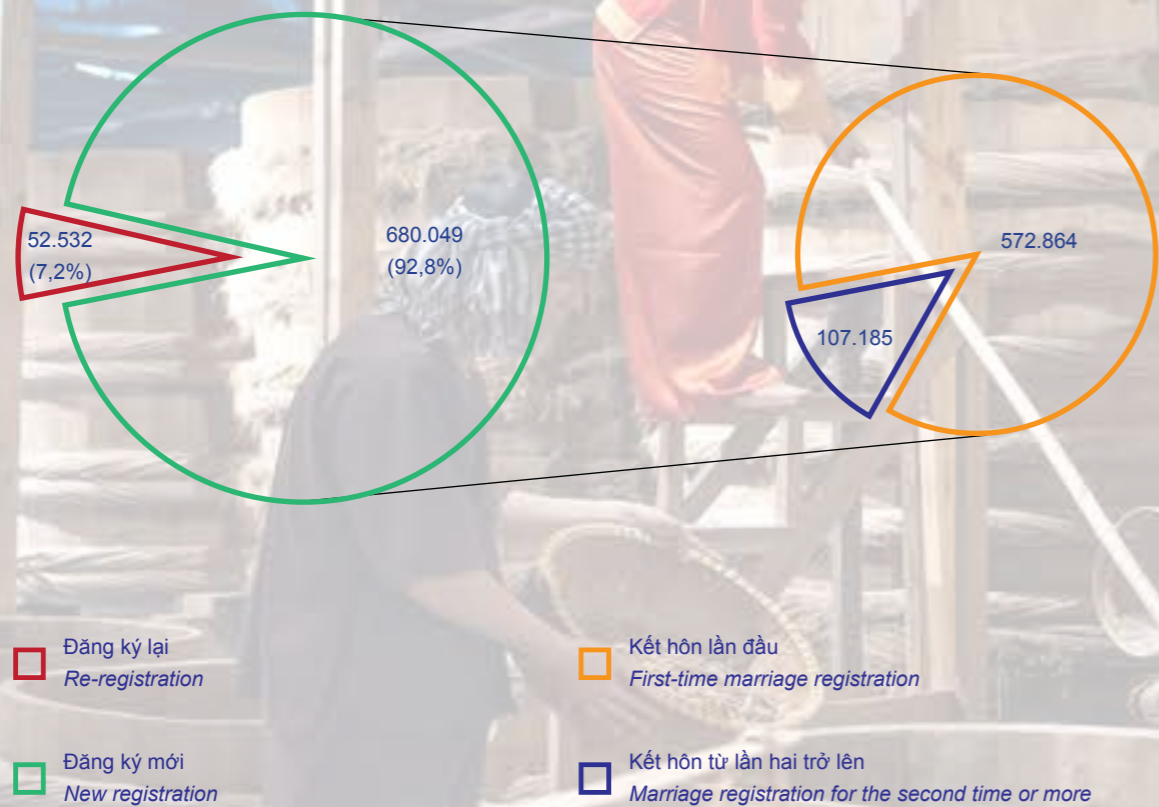 52.532
(7,2%)
680.049
(92,8%)
572.864
107.185
Đăng ký lại
Re-registration
Kết hôn lần đầu
First-time marriage registration
Đăng ký mới
New registration
Kết hôn từ lần hai trở lên
Marriage registration for the second time or more